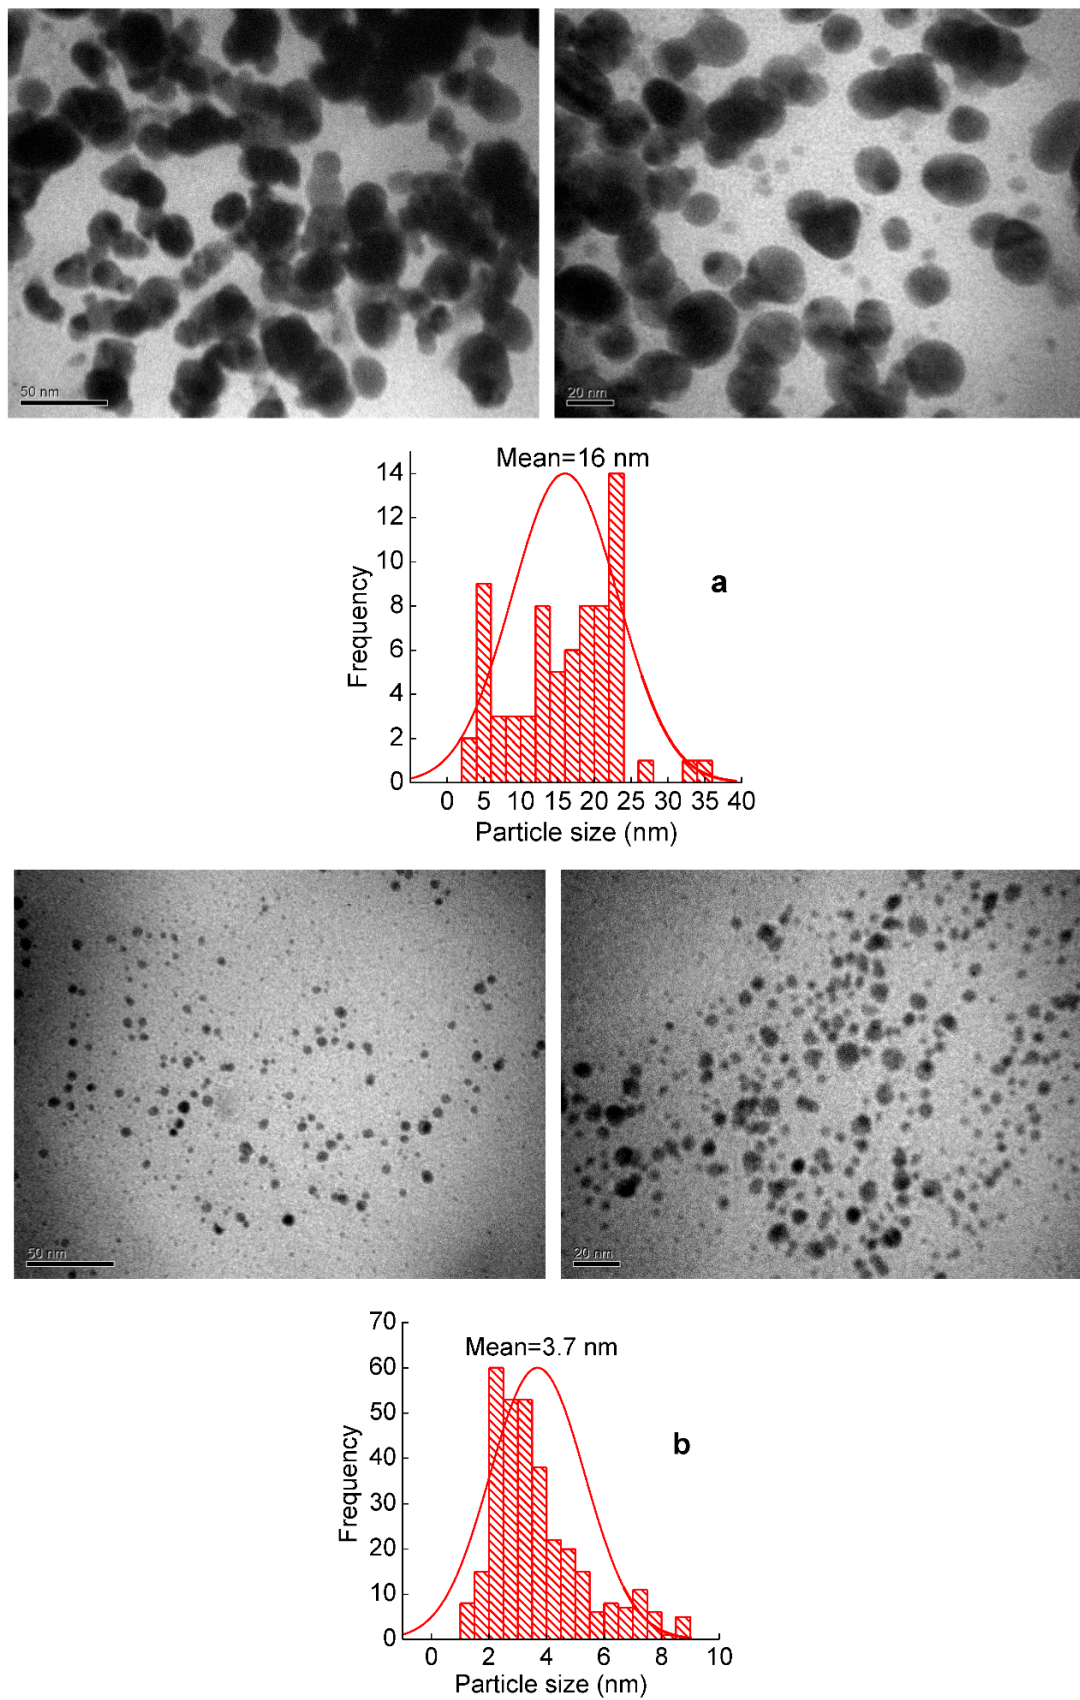 50 nm
20 nm
Mean=16 nm
14
12
10
8
6
4
2
0
Frequency
a
0 5 10 15 20 25 30 35 40
Particle size (nm)
50 nm
20 nm
70
60
50
40
30
20
10
0
Mean=3.7 nm
Frequency
b
0 2 4 6 8 10
Particle size (nm)